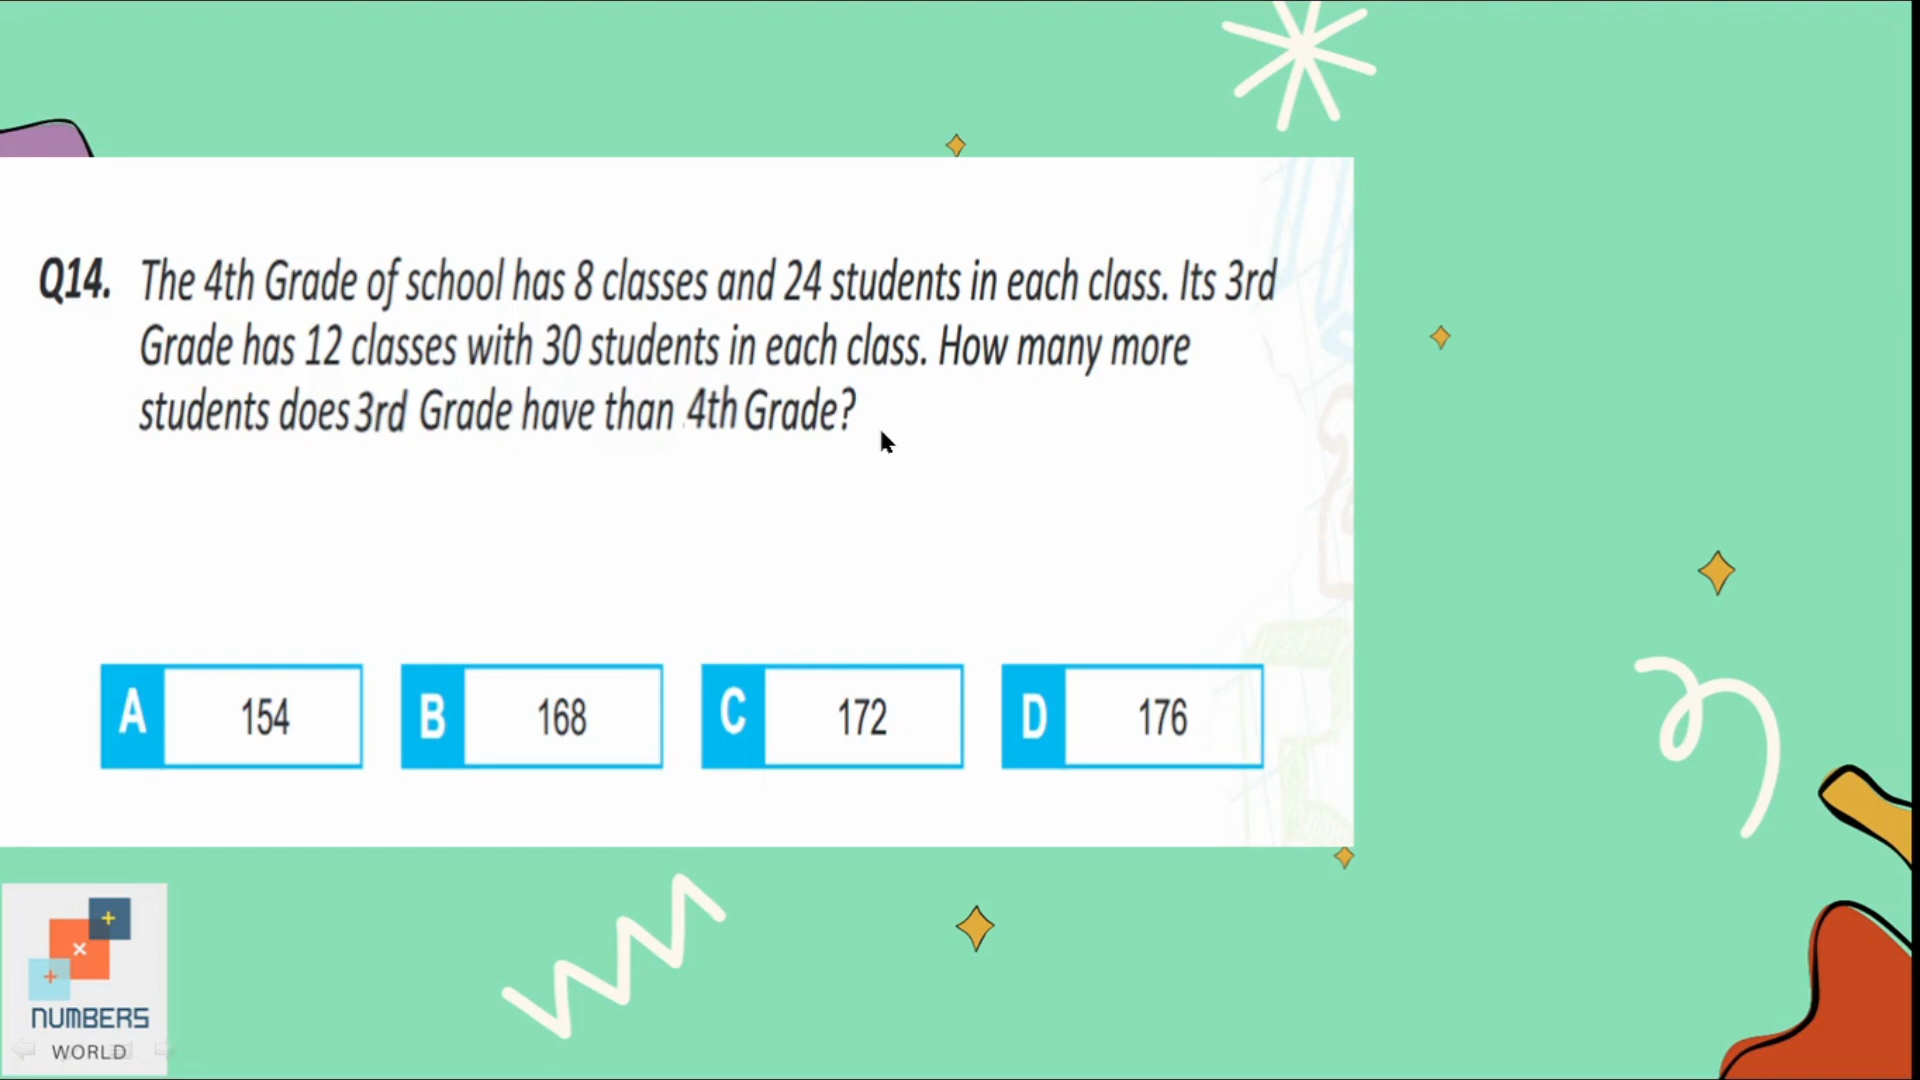 Q14. The 4th Grade of school has 8 classes and 24 students in each class. Its 3rd
Grade has 12 classes with 30 students in each class. How many more
students does 3rd Grade have than 4th Grade?
A 154 B 168 C 172 D 176
+
×
+
NUMBERS
WORLD